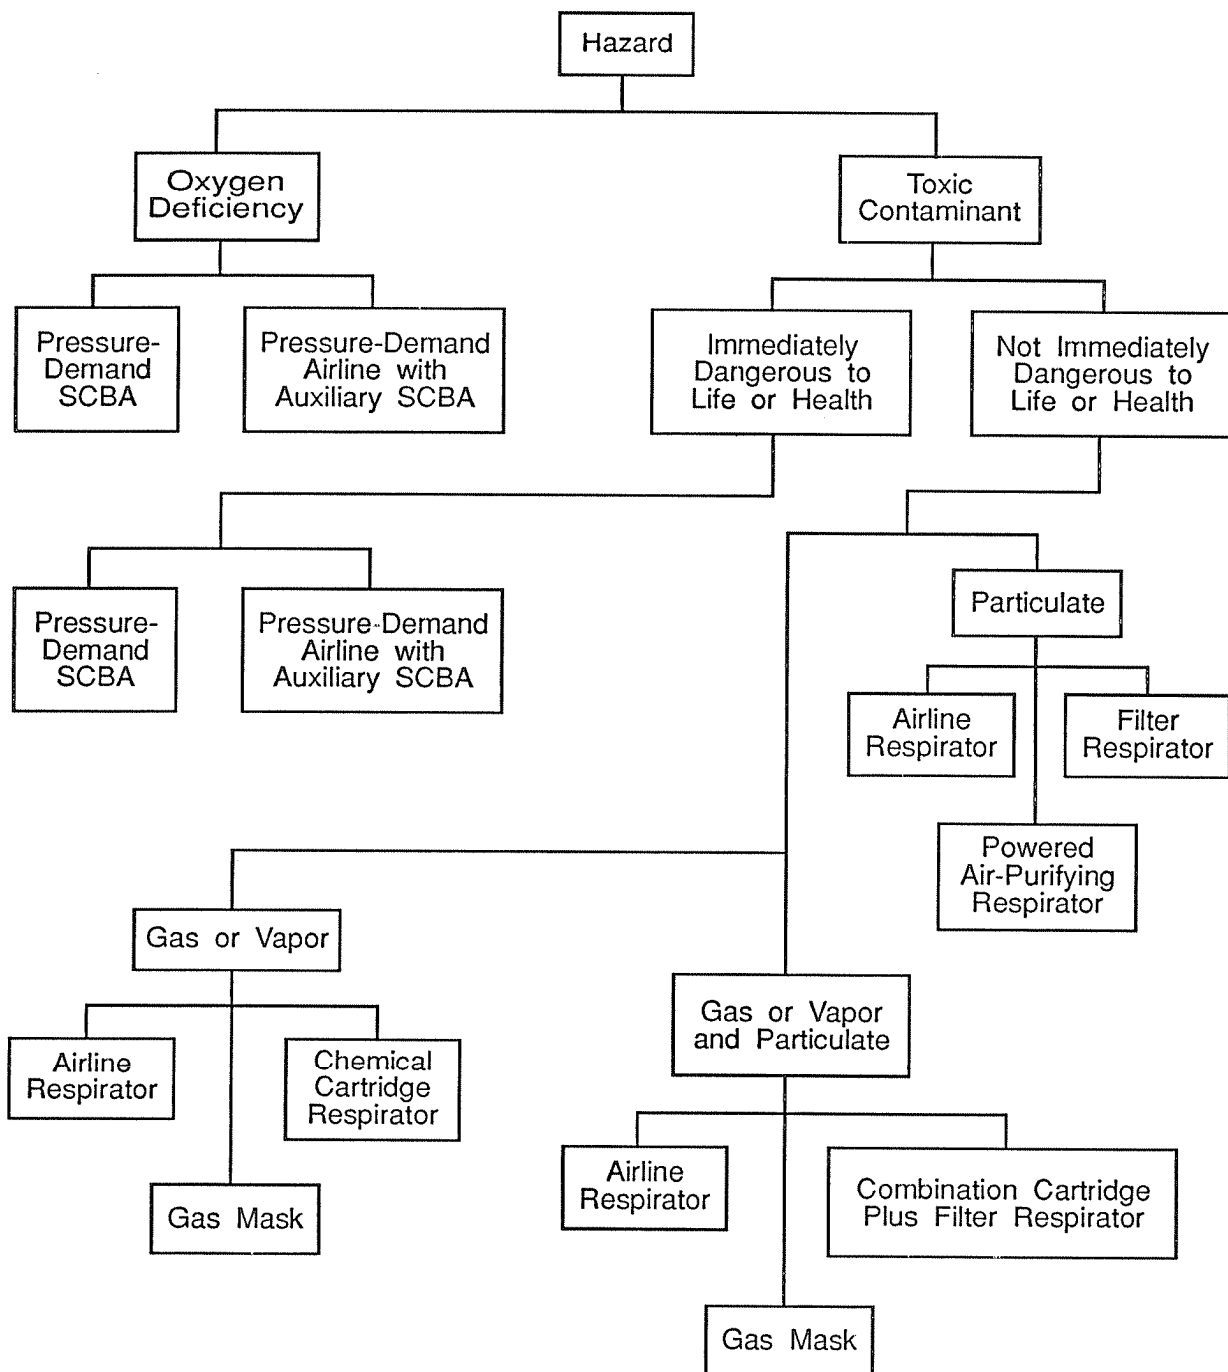 Hazard
Oxygen
Deficiency
Toxic
Contaminant
Pressure-
Demand
SCBA
Pressure-Demand
Airline with
Auxiliary SCBA
Immediately
Dangerous to
Life or Health
Not Immediately
Dangerous to
Life or Health
Pressure-
Demand
SCBA
Pressure-Demand
Airline with
Auxiliary SCBA
Particulate
Airline
Respirator
Filter
Respirator
Powered
Air-Purifying
Respirator
Gas or Vapor
Airline
Respirator
Chemical
Cartridge
Respirator
Gas Mask
Gas or Vapor
and Particulate
Airline
Respirator
Combination Cartridge
Plus Filter Respirator
Gas Mask